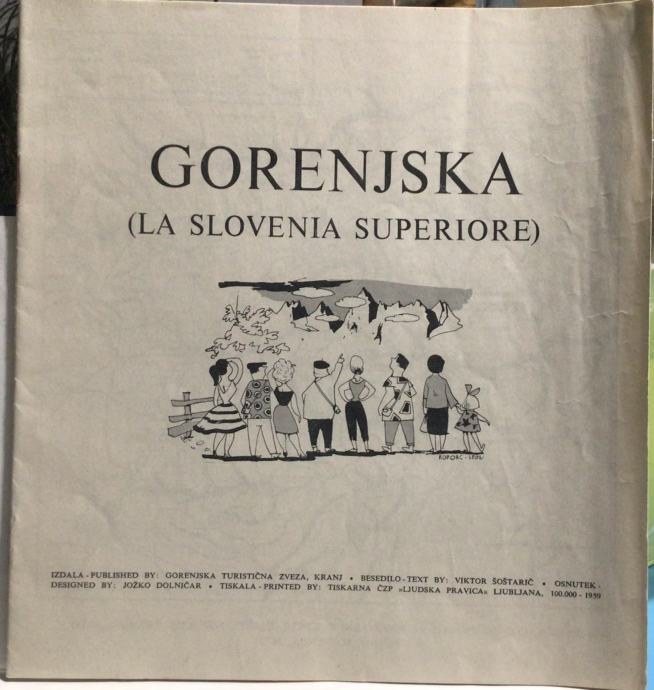 GORENJSKA
(LA SLOVENIA SUPERIORE)
IZDALA - PUBLISHED BY: GORENJSKA TURISTIČNA ZVEZA, KRANJ • BESEDILO - TEXT BY: VIKTOR ŠOŠTARIČ • OSNUTEK -
DESIGNED BY: JOŽKO DOLNIČAR • TISKALA - PRINTED BY: TISKARNA ČZP »LJUDSKA PRAVICA« LJUBLJANA, 100.000 - 1959